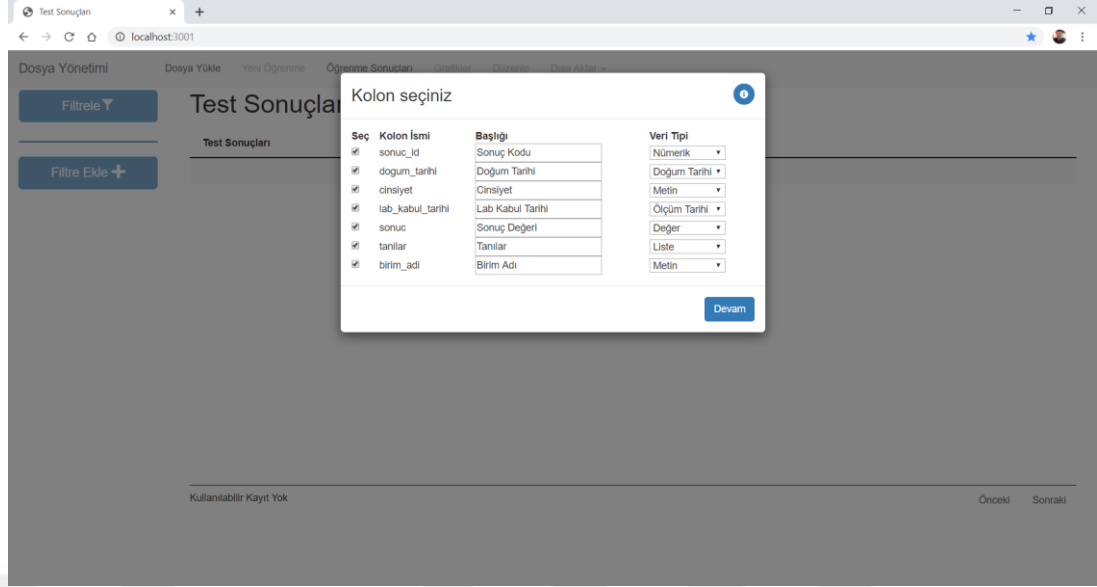 Test Sonuçları
localhost:3001
Dosya Yönetimi Dosya Yükle Yeni Öğrenme Öğrenme Sonuçları Grafikler Düzenle Dışa Aktar
Filtrele
Test Sonuçlar
Kolon seçiniz
Test Sonuçları
Filtre Ekle
Seç Kolon İsmi Başlığı Veri Tipi
sonuc_id Sonuç Kodu Nümerik
dogum_tarihi Doğum Tarihi Doğum Tarihi
cinsiyet Cinsiyet Metin
lab_kabul_tarihi Lab Kabul Tarihi Ölçüm Tarihi
sonuc Sonuç Değeri Değer
tanilar Tanılar Liste
birim_adi Birim Adı Metin
Devam
Kullanılabilir Kayıt Yok Önceki Sonraki